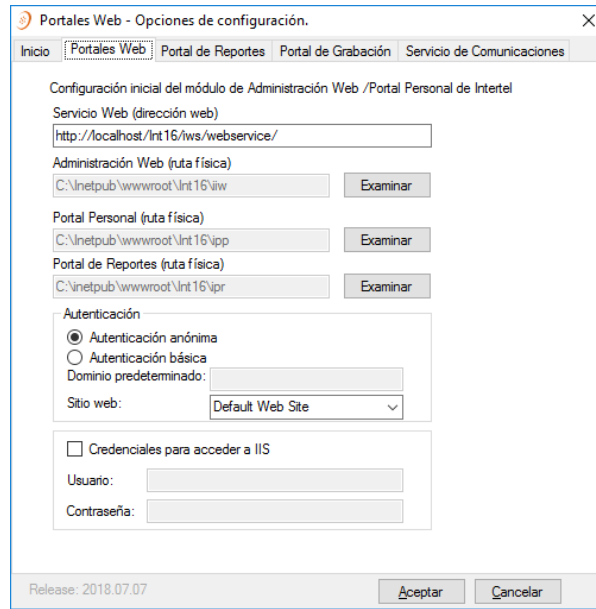 Portales Web - Opciones de configuración.
Inicio Portales Web Portal de Reportes Portal de Grabación Servicio de Comunicaciones
Configuración inicial del módulo de Administración Web /Portal Personal de Intertel
Servicio Web (dirección web)
http://localhost/Int16/iws/webservice/
Administración Web (ruta física)
C:\Inetpub\wwwroot\Int16\iiw Examinar
Portal Personal (ruta física)
C:\Inetpub\wwwroot\Int16\ipp Examinar
Portal de Reportes (ruta física)
C:\inetpub\wwwroot\Int16\ipr Examinar
Autenticación
Autenticación anónima
Autenticación básica
Dominio predeterminado:
Sitio web: Default Web Site
Credenciales para acceder a IIS
Usuario:
Contraseña:
Release: 2018.07.07 Aceptar Cancelar